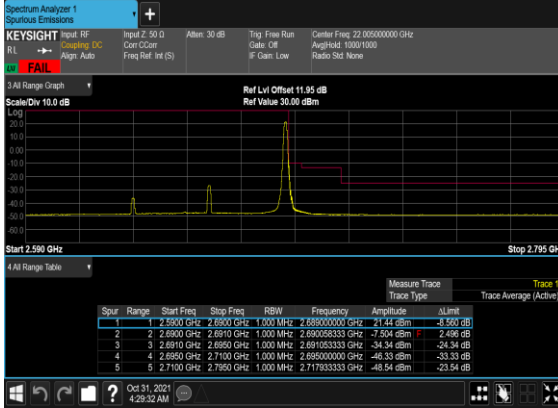 Spectrum Analyzer 1
Spurious Emissions
+
KEYSIGHT Input: RF Input Z: 50 Ω Atten: 30 dB Trig: Free Run Center Freq: 22.005000000 GHz
RL Coupling: DC Corr CCorr Gate: Off Avg|Hold: 1000/1000
Align: Auto Freq Ref: Int (S) IF Gain: Low Radio Std: None
FAIL
3 All Range Graph Ref Lvl Offset 11.95 dB
Scale/Div 10.0 dB Ref Value 30.00 dBm
Log
20.0
10.0
0.00
-10.0
-20.0
-30.0
-40.0
-50.0
-60.0
Start 2.590 GHz Stop 2.795 GH
4 All Range Table
Measure Trace Trace 1
Trace Type Trace Average (Active)
Spur Range Start Freq Stop Freq RBW Frequency Amplitude ΔLimit
1 1 2.5900 GHz 2.6900 GHz 1.000 MHz 2.689000000 GHz 21.44 dBm -8.560 dB
2 2 2.6900 GHz 2.6910 GHz 1.000 MHz 2.690058333 GHz -7.504 dBm F 2.496 dB
3 3 2.6910 GHz 2.6950 GHz 1.000 MHz 2.691053333 GHz -34.34 dBm -24.34 dB
4 4 2.6950 GHz 2.7100 GHz 1.000 MHz 2.695000000 GHz -46.33 dBm -33.33 dB
5 5 2.7100 GHz 2.7950 GHz 1.000 MHz 2.717933333 GHz -48.54 dBm -23.54 dB
? Oct 31, 2021
4:29:32 AM